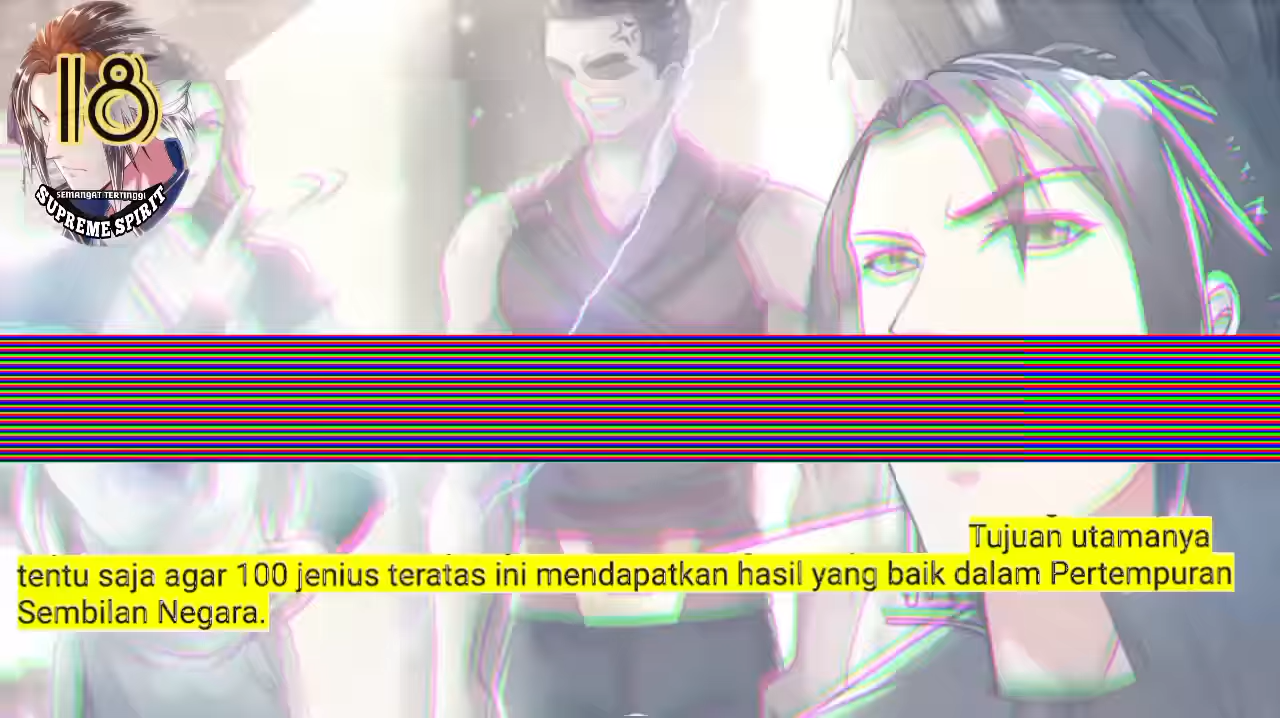 18
SEMANGAT TERTINGGI
SUPREME SPIRIT
Tujuan utamanya
tentu saja agar 100 jenius teratas ini mendapatkan hasil yang baik dalam Pertempuran
Sembilan Negara.